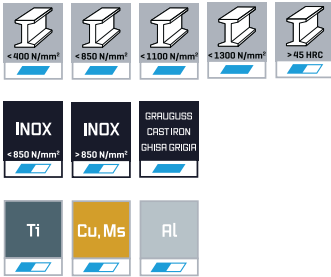 <400 N/mm² <850 N/mm² <1100 N/mm² <1300 N/mm² >45 HRC
INOX INOX GRAUGUSS
CAST IRON
GHISA GRIGIA
<850 N/mm² >850 N/mm²
Ti Cu, Ms Al